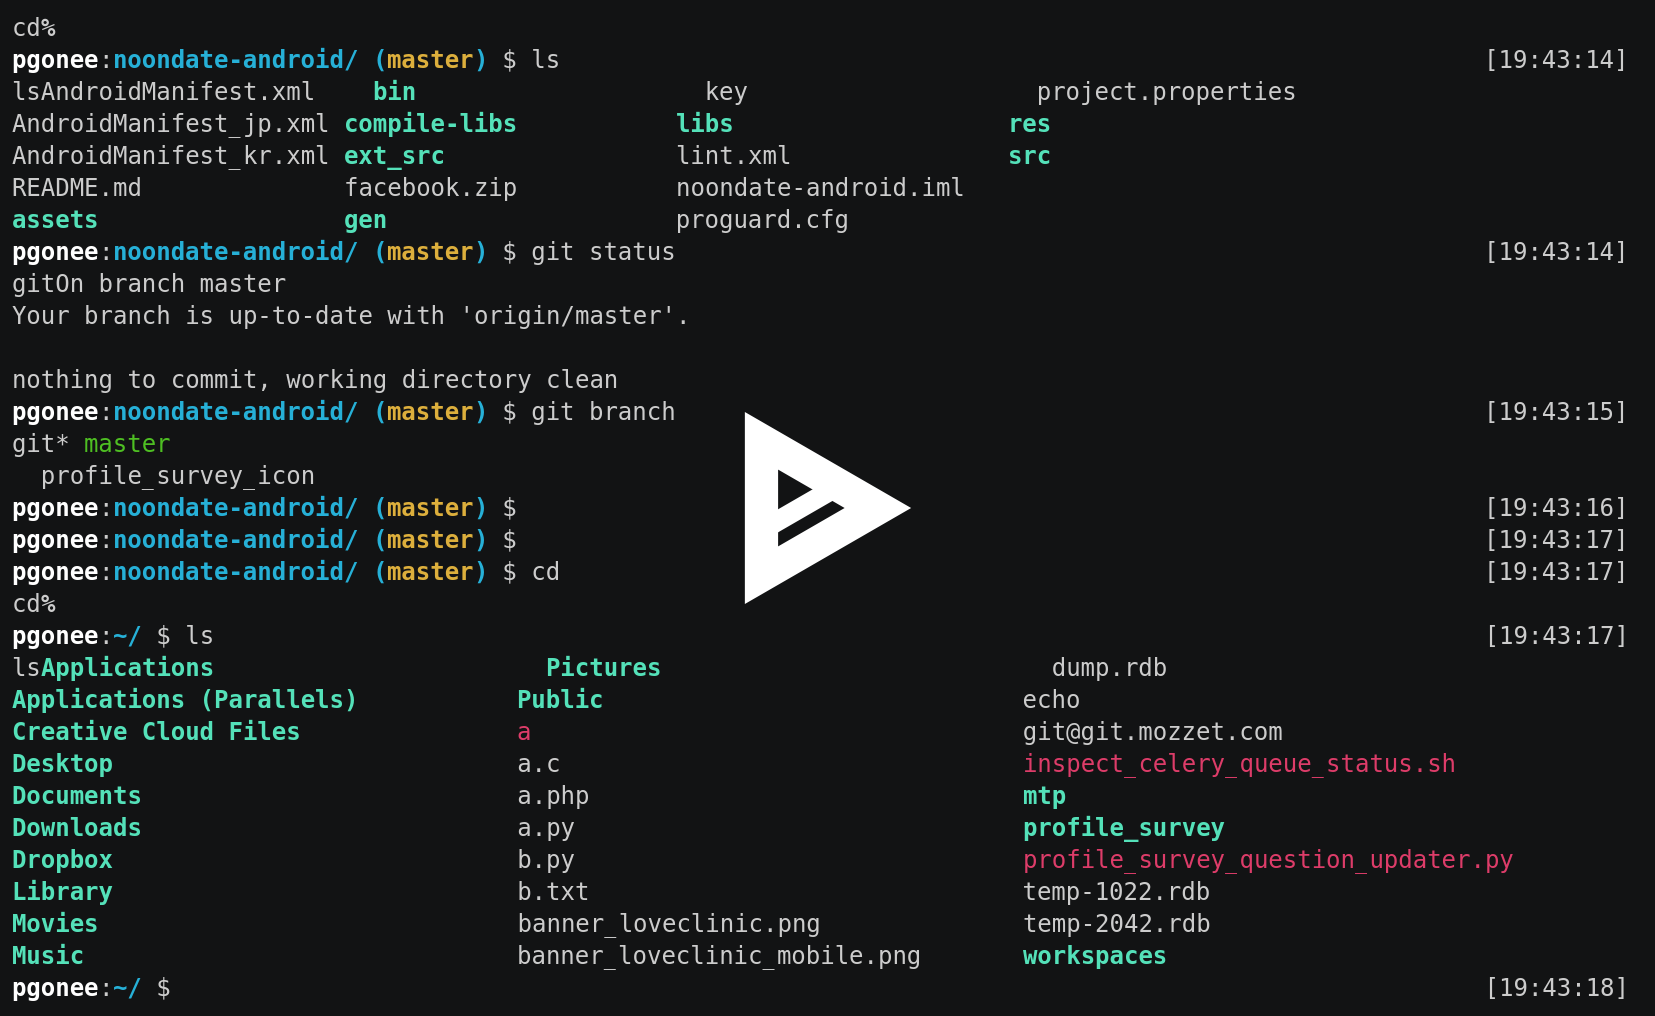 cd%
pgonee:noondate-android/ (master) $ ls [19:43:14]
lsAndroidManifest.xml bin key project.properties
AndroidManifest_jp.xml compile-libs libs res
AndroidManifest_kr.xml ext_src lint.xml src
README.md facebook.zip noondate-android.iml
assets gen proguard.cfg
pgonee:noondate-android/ (master) $ git status [19:43:14]
gitOn branch master
Your branch is up-to-date with 'origin/master'.
nothing to commit, working directory clean
pgonee:noondate-android/ (master) $ git branch [19:43:15]
git* master
profile_survey_icon
pgonee:noondate-android/ (master) $ [19:43:16]
pgonee:noondate-android/ (master) $ [19:43:17]
pgonee:noondate-android/ (master) $ cd [19:43:17]
cd%
pgonee:~/ $ ls [19:43:17]
lsApplications Pictures dump.rdb
Applications (Parallels) Public echo
Creative Cloud Files a git@git.mozzet.com
Desktop a.c inspect_celery_queue_status.sh
Documents a.php mtp
Downloads a.py profile_survey
Dropbox b.py profile_survey_question_updater.py
Library b.txt temp-1022.rdb
Movies banner_loveclinic.png temp-2042.rdb
Music banner_loveclinic_mobile.png workspaces
pgonee:~/ $ [19:43:18]